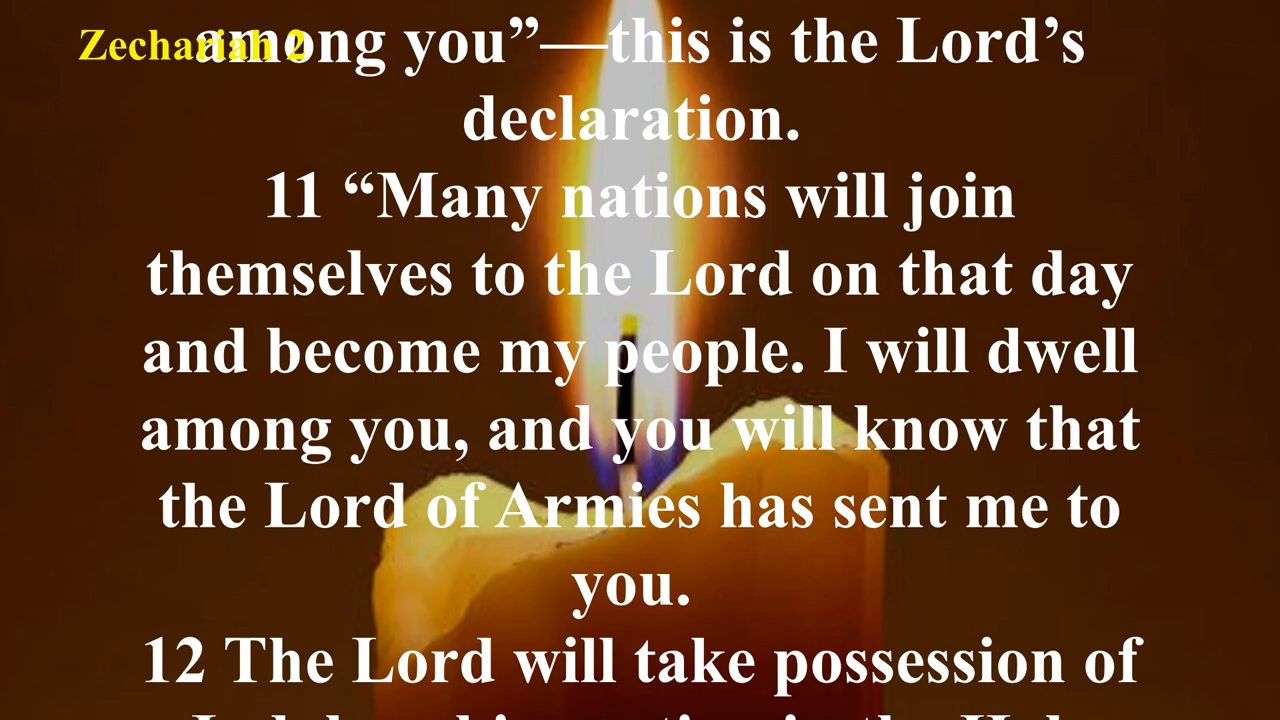 Zechariah 2
among you”—this is the Lord’s
declaration.
11 “Many nations will join
themselves to the Lord on that day
and become my people. I will dwell
among you, and you will know that
the Lord of Armies has sent me to
you.
12 The Lord will take possession of